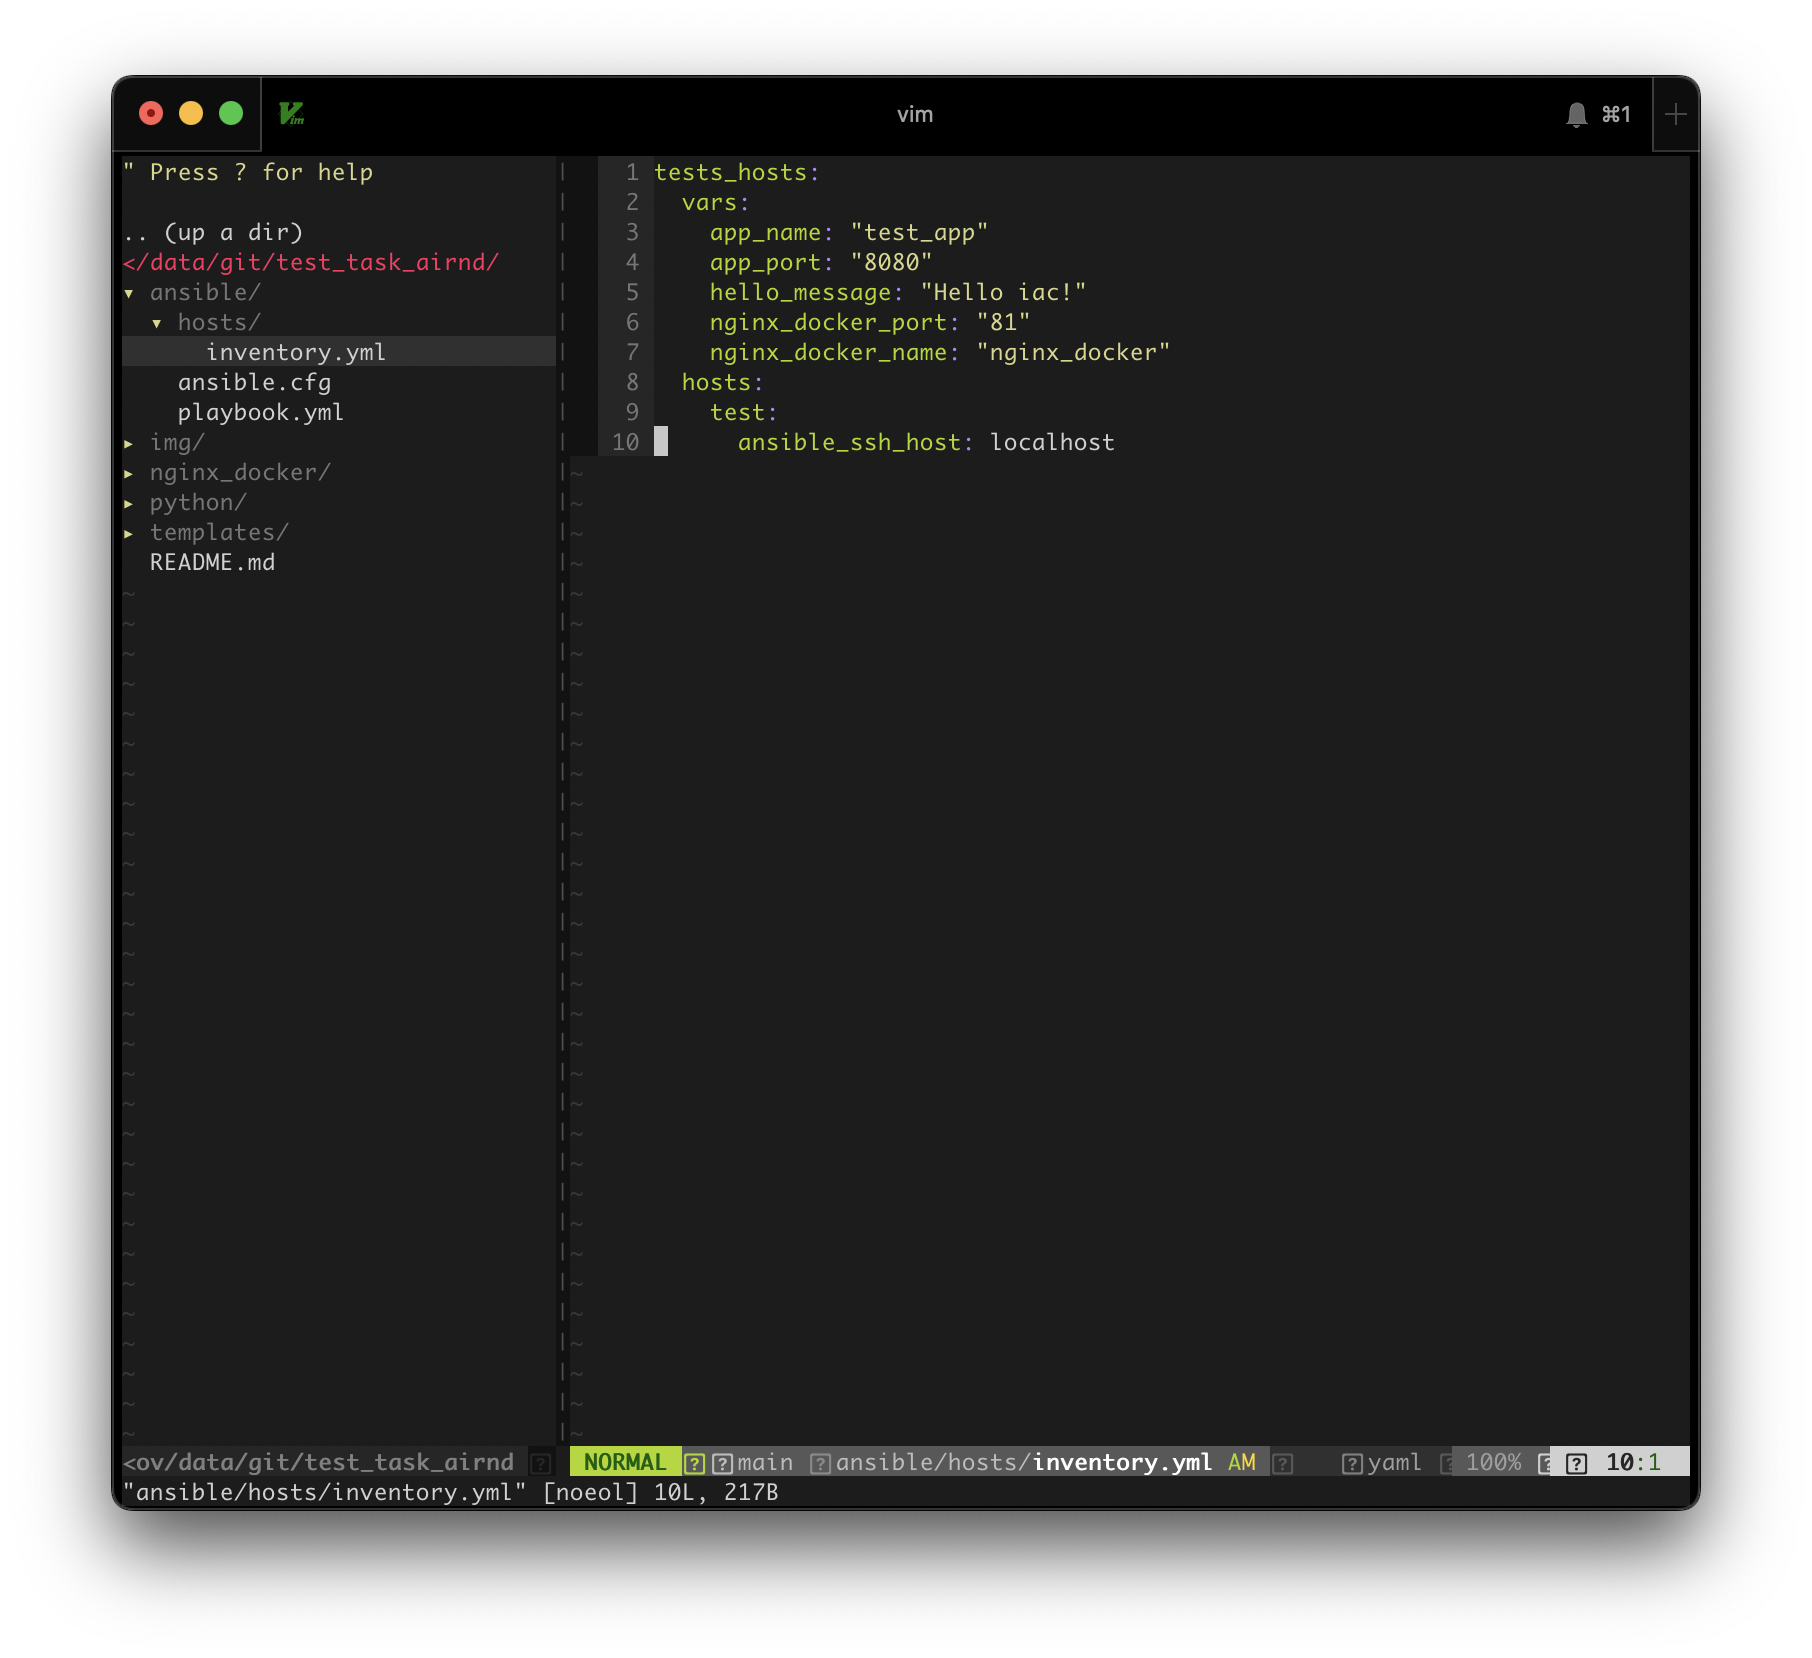 vim
⌘1
" Press ? for help
.. (up a dir)
</data/git/test_task_airnd/
▾ ansible/
  ▾ hosts/
      inventory.yml
    ansible.cfg
    playbook.yml
▸ img/
▸ nginx_docker/
▸ python/
▸ templates/
  README.md
<ov/data/git/test_task_airnd
1 tests_hosts:
2   vars:
3     app_name: "test_app"
4     app_port: "8080"
5     hello_message: "Hello iac!"
6     nginx_docker_port: "81"
7     nginx_docker_name: "nginx_docker"
8   hosts:
9     test:
10       ansible_ssh_host: localhost
NORMAL main ansible/hosts/inventory.yml AM yaml 100% 10:1
"ansible/hosts/inventory.yml" [noeol] 10L, 217B